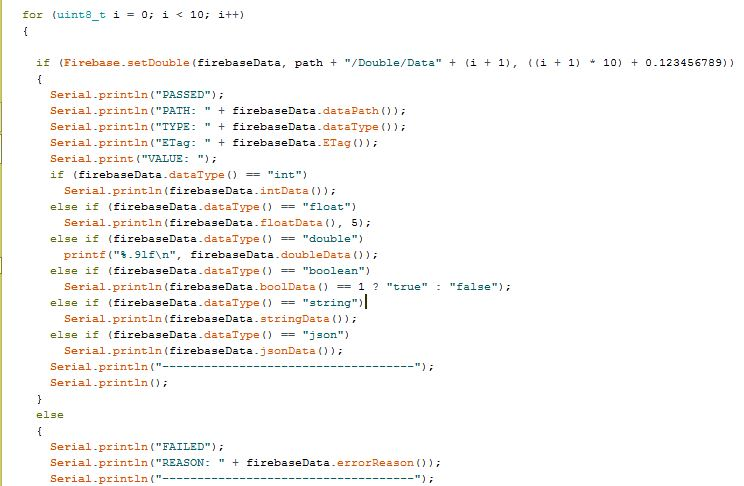 for (uint8_t i = 0; i < 10; i++)
{
if (Firebase.setDouble(firebaseData, path + "/Double/Data" + (i + 1), ((i + 1) * 10) + 0.123456789))
{
Serial.println("PASSED");
Serial.println("PATH: " + firebaseData.dataPath());
Serial.println("TYPE: " + firebaseData.dataType());
Serial.println("ETag: " + firebaseData.ETag());
Serial.print("VALUE: ");
if (firebaseData.dataType() == "int")
Serial.println(firebaseData.intData());
else if (firebaseData.dataType() == "float")
Serial.println(firebaseData.floatData(), 5);
else if (firebaseData.dataType() == "double")
printf("%.9lf\n", firebaseData.doubleData());
else if (firebaseData.dataType() == "boolean")
Serial.println(firebaseData.boolData() == 1 ? "true" : "false");
else if (firebaseData.dataType() == "string")
Serial.println(firebaseData.stringData());
else if (firebaseData.dataType() == "json")
Serial.println(firebaseData.jsonData());
Serial.println("------------------------------------");
Serial.println();
}
else
{
Serial.println("FAILED");
Serial.println("REASON: " + firebaseData.errorReason());
Serial.println("------------------------------------");